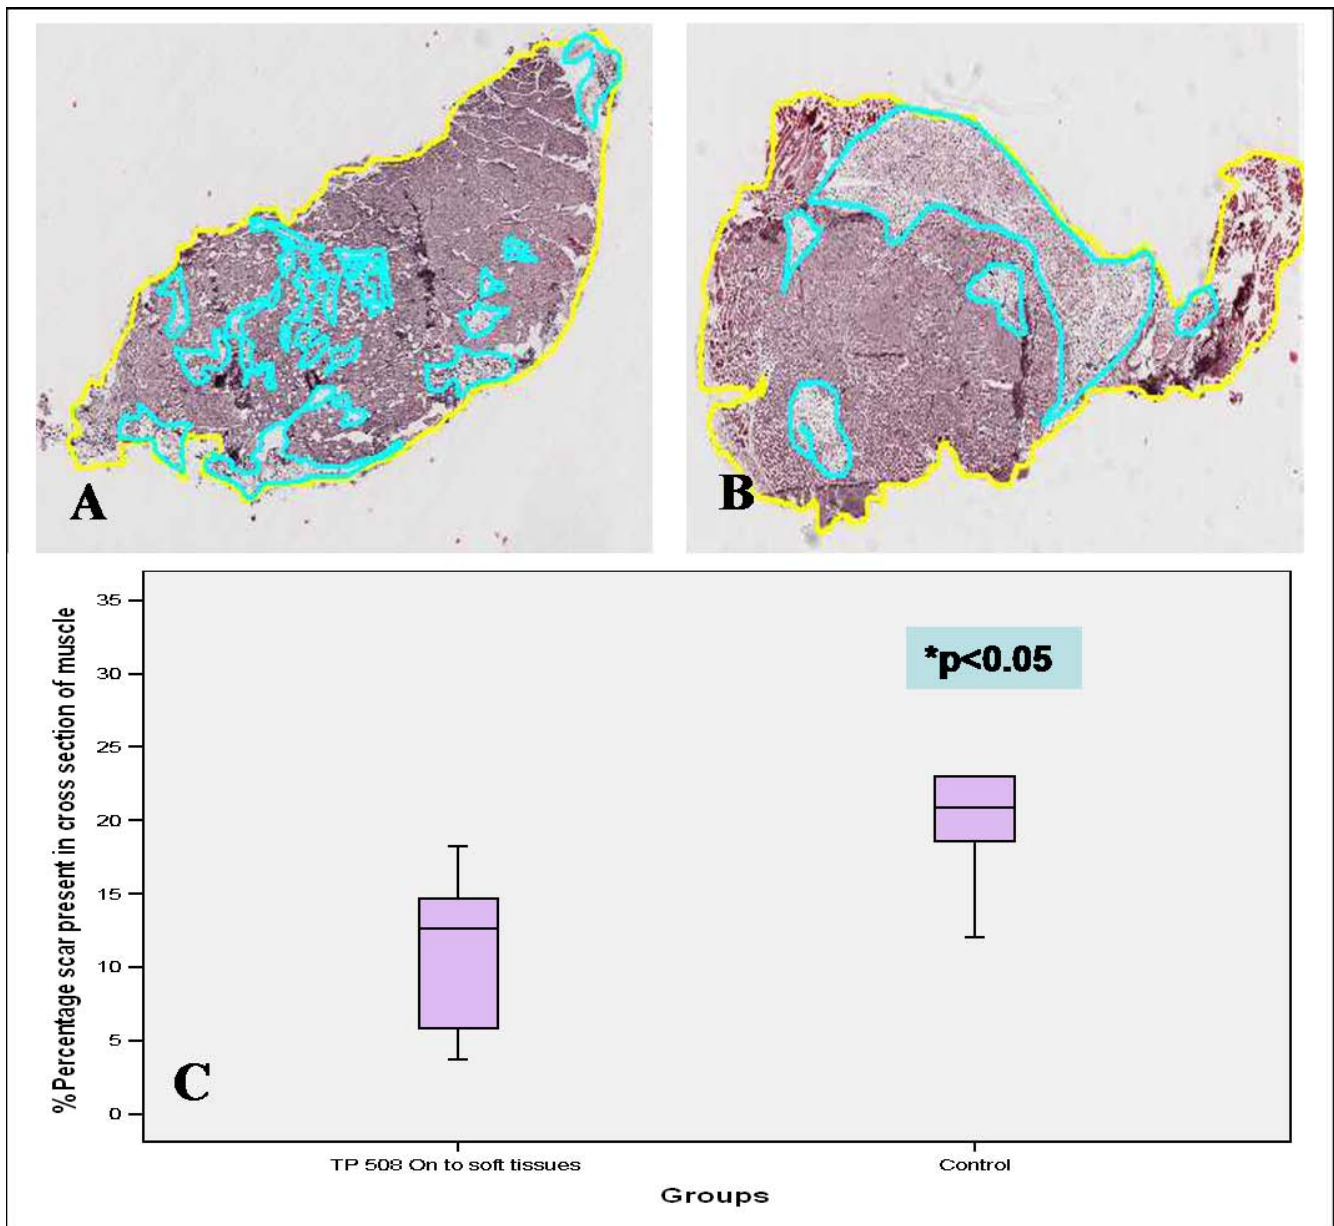 A
B
%Percentage scar present in cross section of muscle
35
30
25
20
15
10
5
0
*p<0.05
C
TP 508 On to soft tissues
Control
Groups